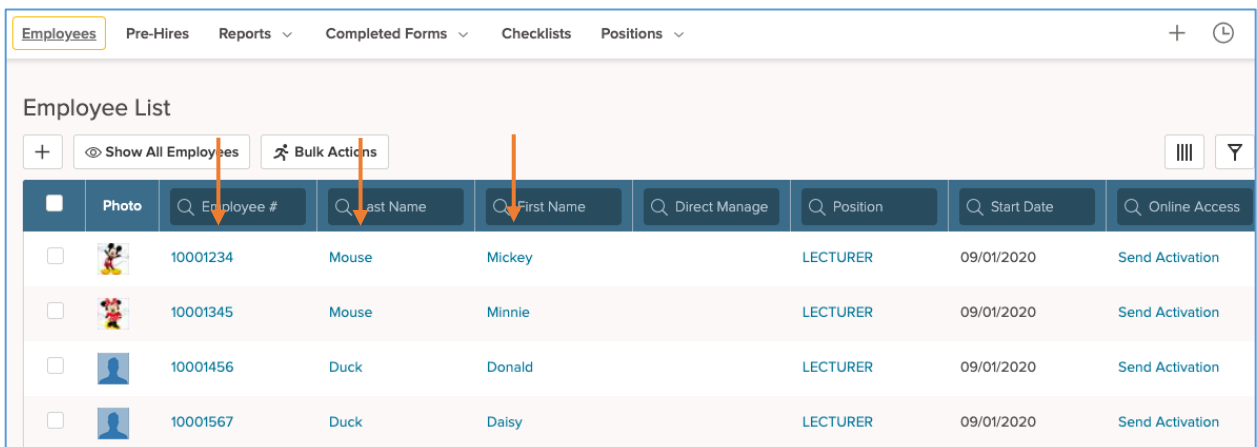 Employees Pre-Hires Reports Completed Forms Checklists Positions
Employee List
Show All Employees Bulk Actions
Photo Employee # Last Name First Name Direct Manage Position Start Date Online Access
10001234 Mouse Mickey LECTURER 09/01/2020 Send Activation
10001345 Mouse Minnie LECTURER 09/01/2020 Send Activation
10001456 Duck Donald LECTURER 09/01/2020 Send Activation
10001567 Duck Daisy LECTURER 09/01/2020 Send Activation